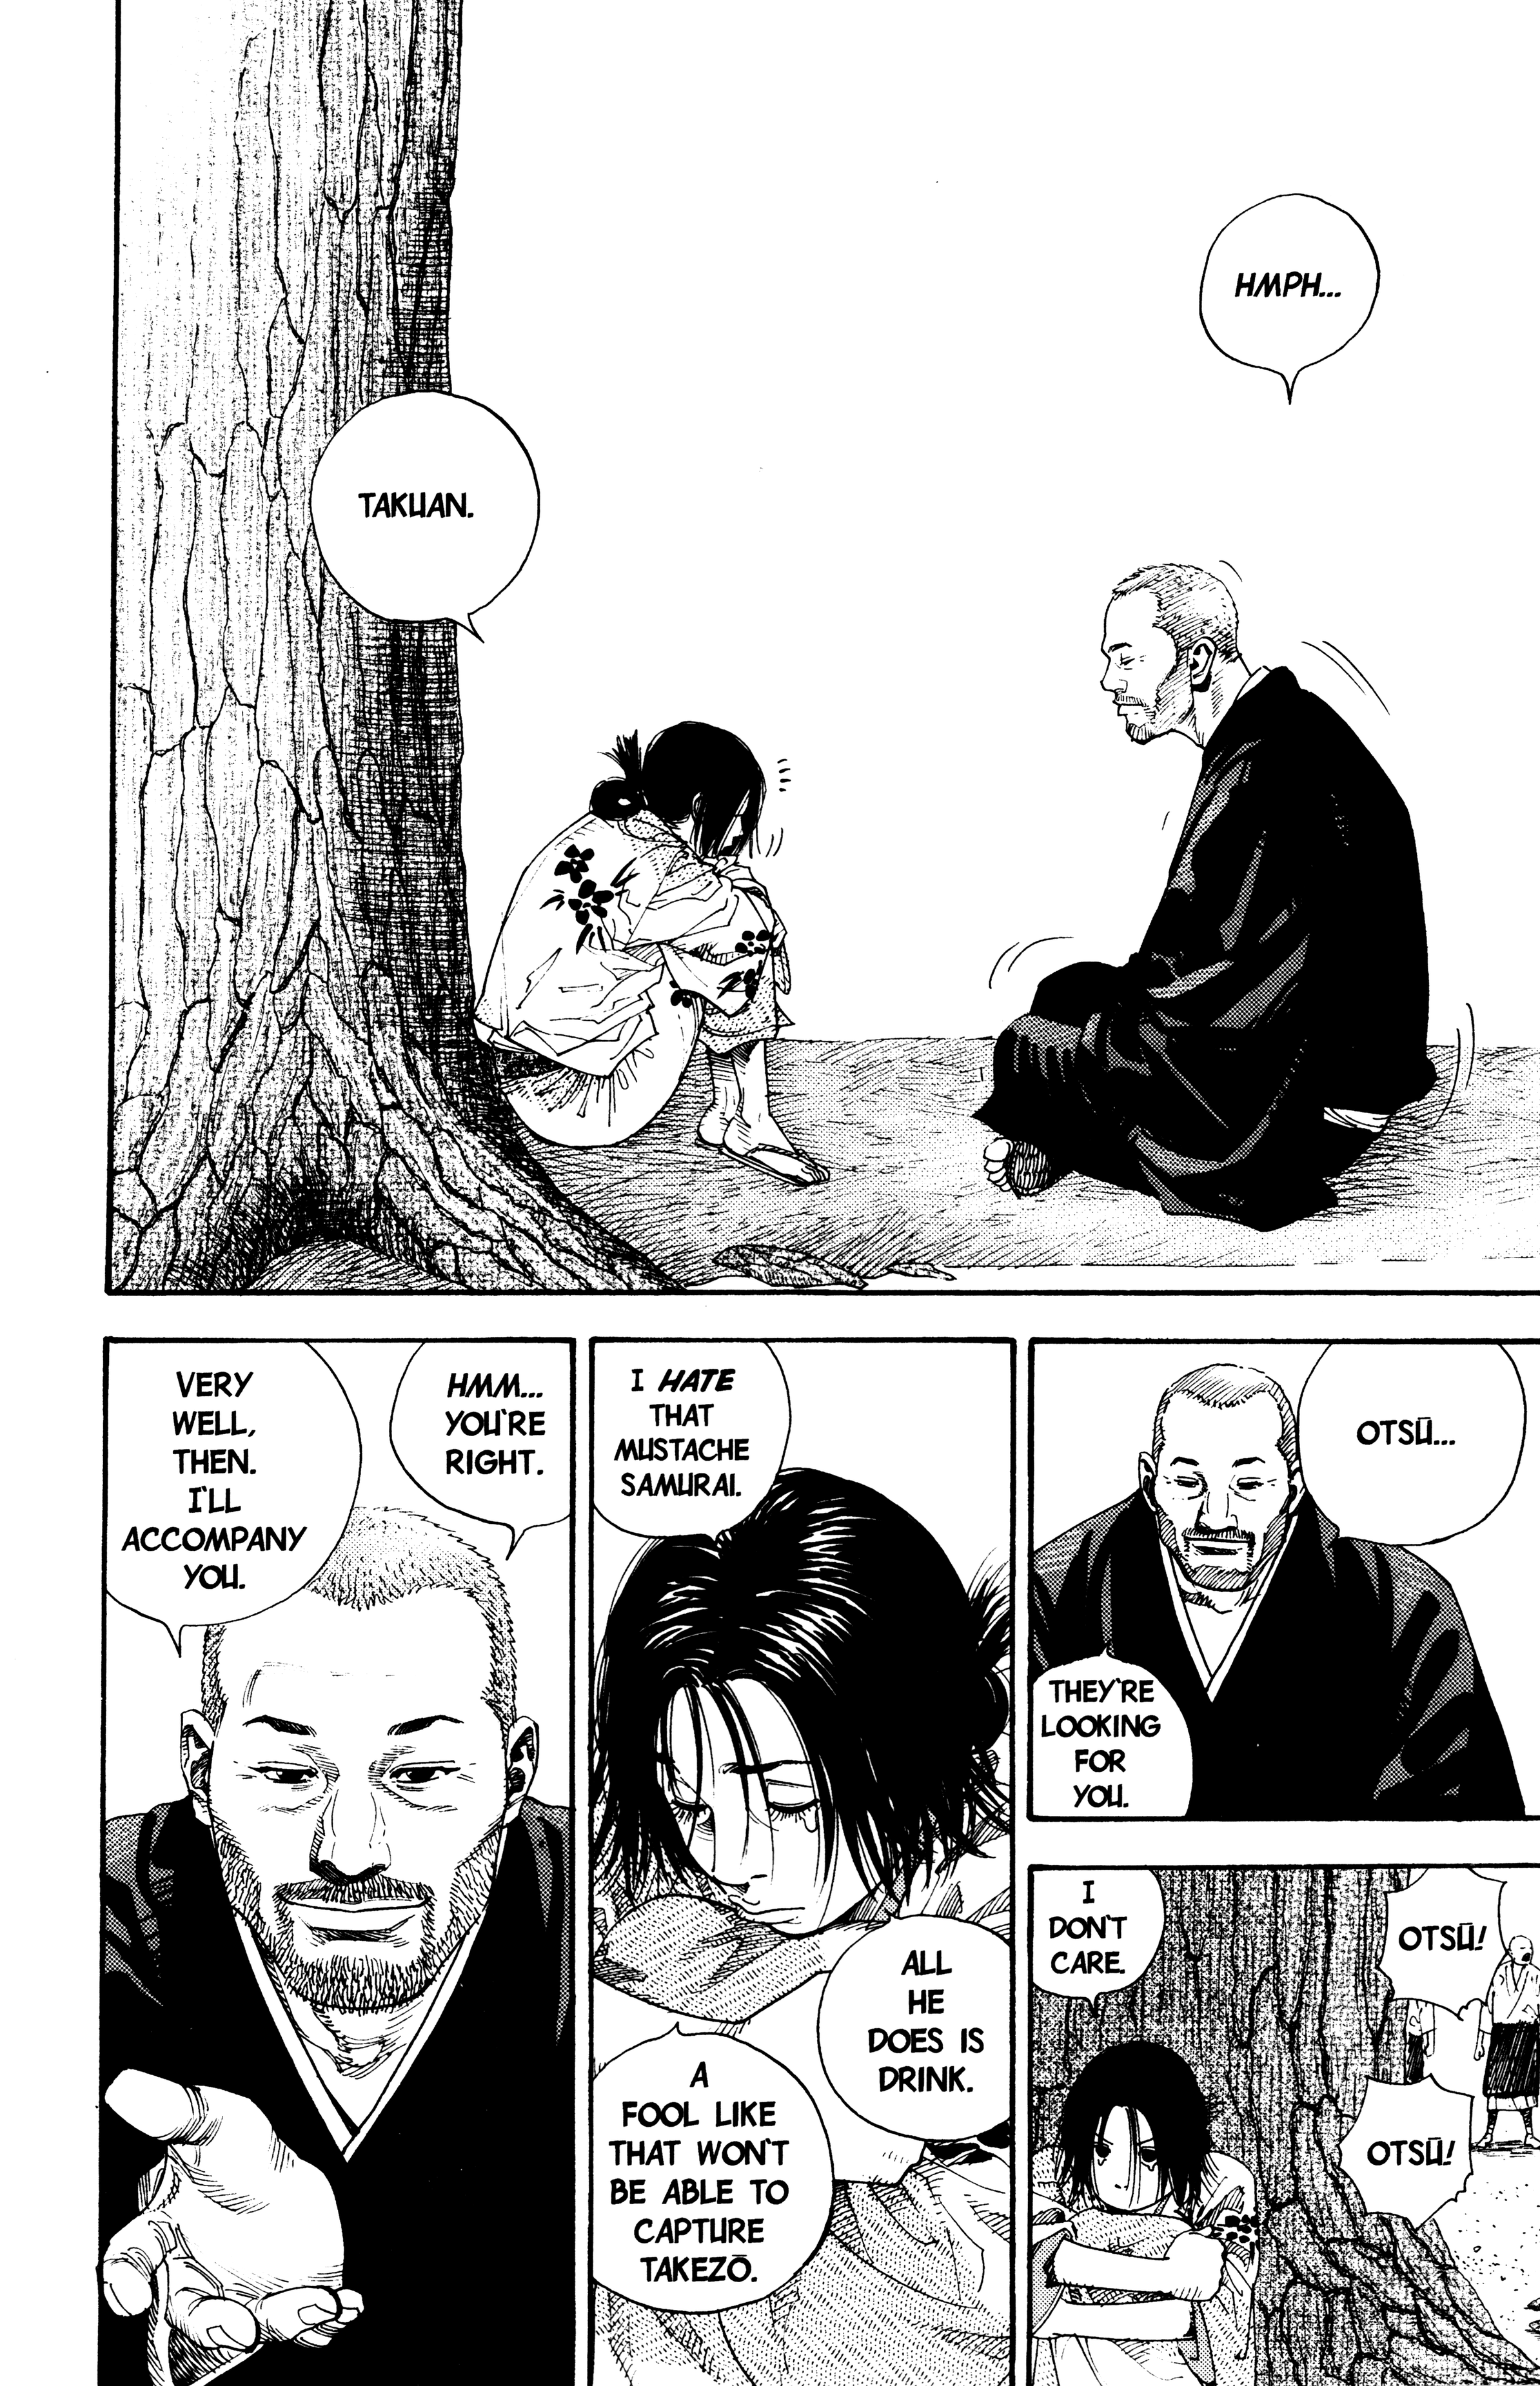 HMPH...
TAKUAN.
OTSŪ...
THEY'RE
LOOKING
FOR
YOU.
OTSŪ!
OTSŪ!
I
DON'T
CARE.
I HATE
THAT
MUSTACHE
SAMURAI.
ALL
HE
DOES IS
DRINK.
A
FOOL LIKE
THAT WON'T
BE ABLE TO
CAPTURE
TAKEZŌ.
HMM...
YOU'RE
RIGHT.
VERY
WELL,
THEN.
I'LL
ACCOMPANY
YOU.